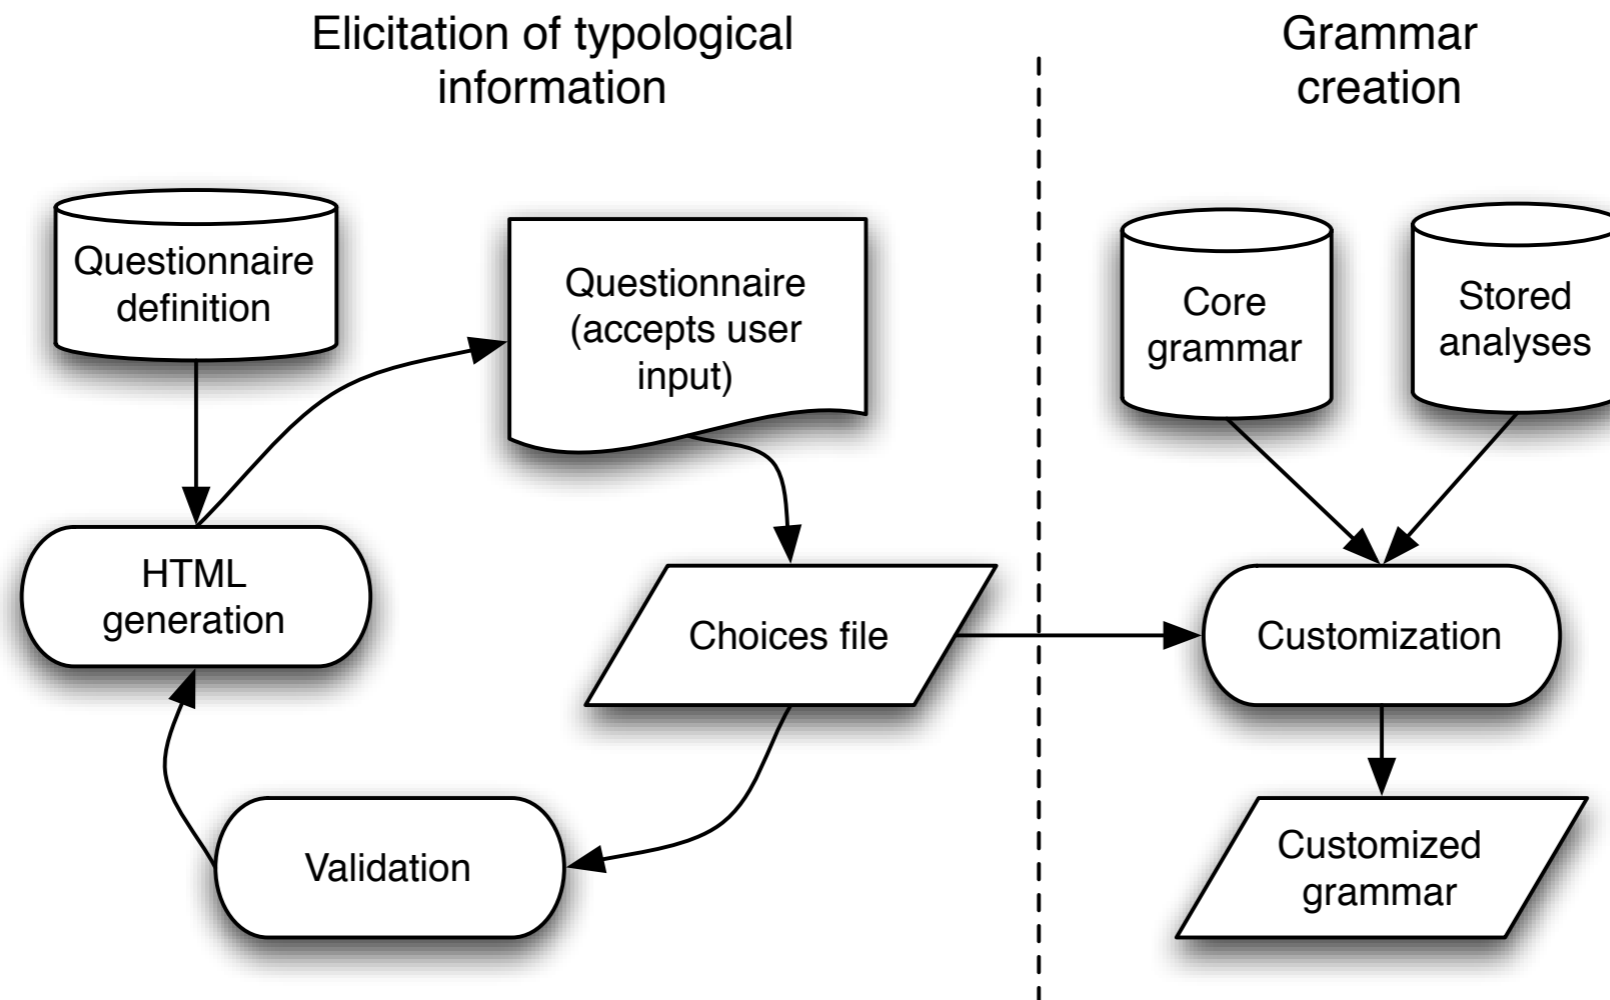 Elicitation of typological
information
Grammar
creation
Questionnaire
definition
Questionnaire
(accepts user
input)
Core
grammar
Stored
analyses
HTML
generation
Choices file
Customization
Validation
Customized
grammar